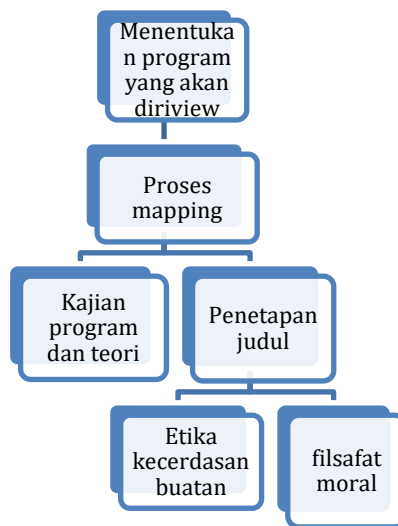 Menentuka
n program
yang akan
diriview
Proses
mapping
Kajian
program
dan teori
Penetapan
judul
Etika
kecerdasan
buatan
filsafat
moral